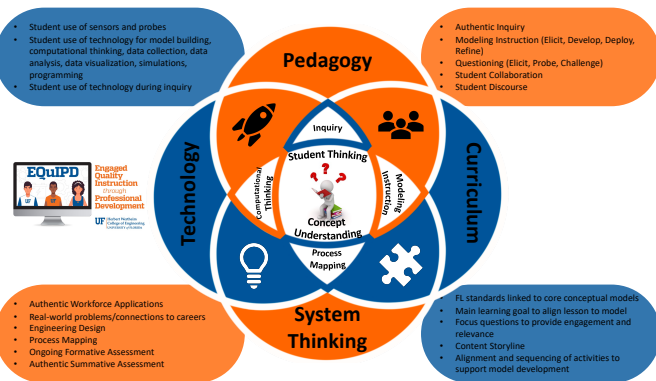 • Student use of sensors and probes
• Student use of technology for model building,
computational thinking, data collection, data
analysis, data visualization, simulations,
programming
• Student use of technology during inquiry
• Authentic Inquiry
• Modeling Instruction (Elicit, Develop, Deploy,
Refine)
• Questioning (Elicit, Probe, Challenge)
• Student Collaboration
• Student Discourse
Pedagogy
Technology
Curriculum
System
Thinking
Inquiry
Student Thinking
Computational
Thinking
Modeling
Instruction
Concept
Understanding
Process
Mapping
EQuIPD
Engaged
Quality
Instruction
through
Professional
Development
UF
Herbert Wertheim
College of Engineering
UNIVERSITY of FLORIDA
• Authentic Workforce Applications
• Real-world problems/connections to careers
• Engineering Design
• Process Mapping
• Ongoing Formative Assessment
• Authentic Summative Assessment
• FL standards linked to core conceptual models
• Main learning goal to align lesson to model
• Focus questions to provide engagement and
relevance
• Content Storyline
• Alignment and sequencing of activities to
support model development